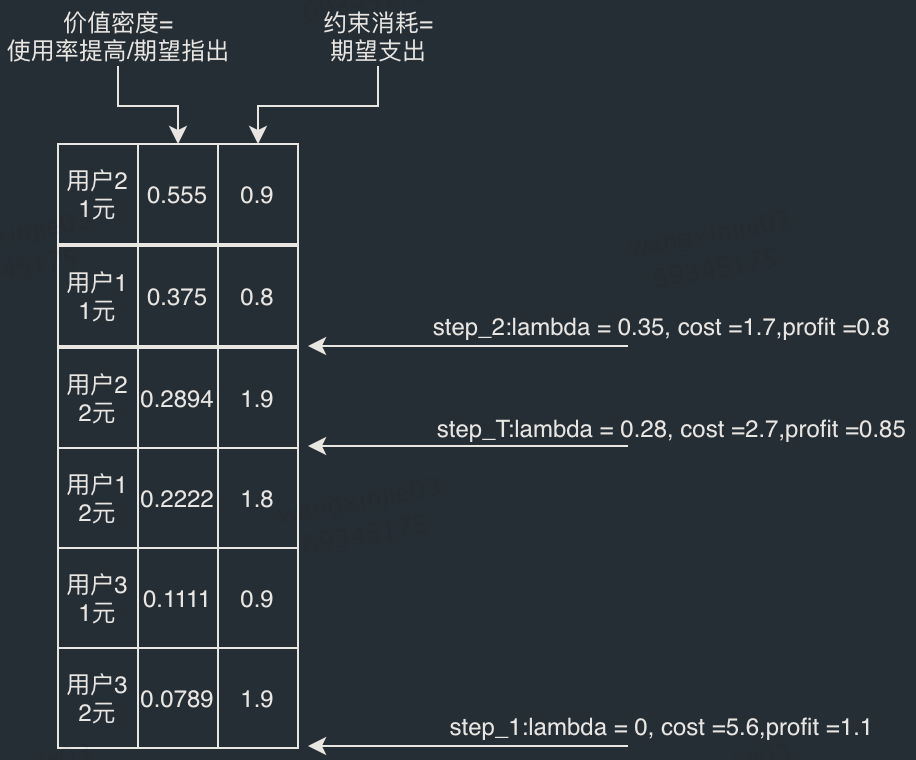 价值密度=
使用率提高/期望指出
约束消耗=
期望支出
用户2
1元
0.555
0.9
用户1
1元
0.375
0.8
step_2:lambda = 0.35, cost =1.7,profit =0.8
用户2
2元
0.2894
1.9
step_T:lambda = 0.28, cost =2.7,profit =0.85
用户1
2元
0.2222
1.8
用户3
1元
0.1111
0.9
用户3
2元
0.0789
1.9
step_1:lambda = 0, cost =5.6,profit =1.1